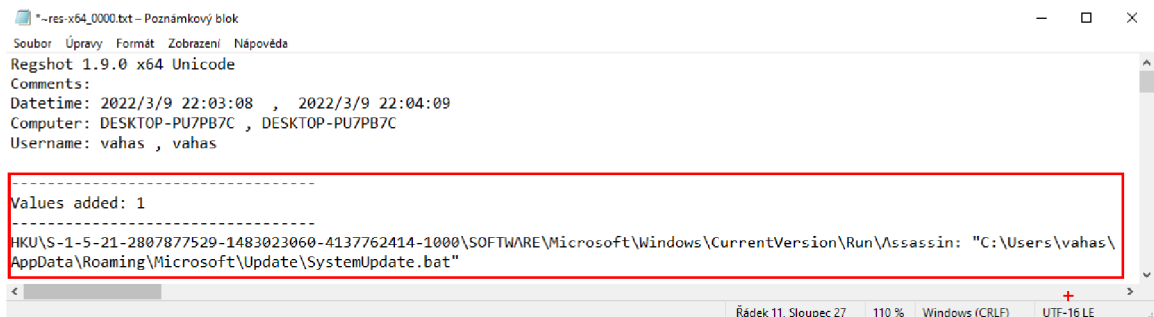 *~res-x64_0000.txt – Poznámkový blok
Soubor Úpravy Formát Zobrazení Nápověda
Regshot 1.9.0 x64 Unicode
Comments:
Datetime: 2022/3/9 22:03:08 , 2022/3/9 22:04:09
Computer: DESKTOP-PU7PB7C , DESKTOP-PU7PB7C
Username: vahas , vahas
----------------------------------
Values added: 1
----------------------------------
HKU\S-1-5-21-2807877529-1483023060-4137762414-1000\SOFTWARE\Microsoft\Windows\CurrentVersion\Run\Assassin: "C:\Users\vahas\
AppData\Roaming\Microsoft\Update\SystemUpdate.bat"
Řádek 11, Sloupec 27 110 % Windows (CRLF) UTF-16 LE